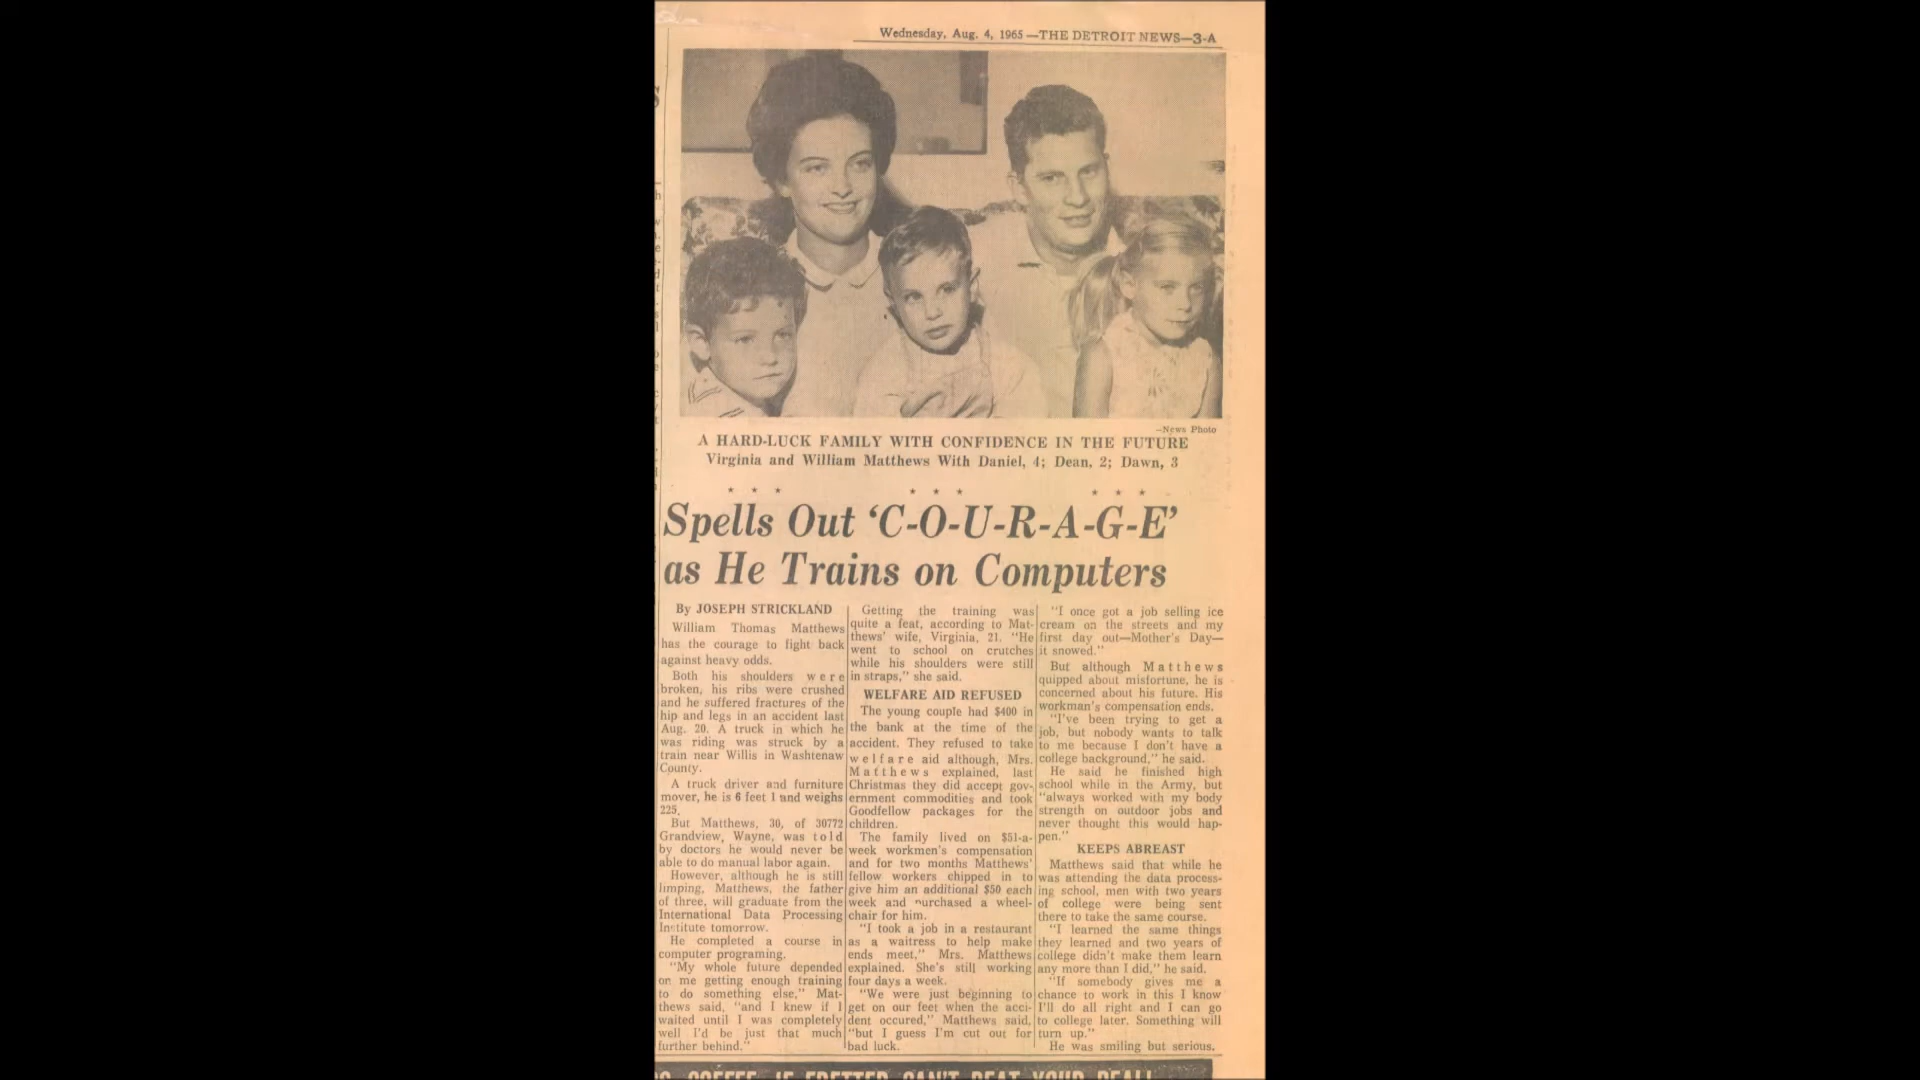 Wednesday, Aug. 4, 1965 —THE DETROIT NEWS—3-A
—News Photo
A HARD-LUCK FAMILY WITH CONFIDENCE IN THE FUTURE
Virginia and William Matthews With Daniel, 4; Dean, 2; Dawn, 3
* * * * * * * * *
Spells Out ‘C-O-U-R-A-G-E’
as He Trains on Computers
By JOSEPH STRICKLAND
William Thomas Matthews
has the courage to fight back
against heavy odds.
Both his shoulders were
broken, his ribs were crushed
and he suffered fractures of the
hip and legs in an accident last
Aug. 20. A truck in which he
was riding was struck by a
train near Willis in Washtenaw
County.
A truck driver and furniture
mover, he is 6 feet 1 and weighs
225.
But Matthews, 30, of 30772
Grandview, Wayne, was told
by doctors he would never be
able to do manual labor again.
However, although he is still
limping, Matthews, the father
of three, will graduate from the
International Data Processing
Institute tomorrow.
He completed a course in
computer programing.
"My whole future depended
on me getting enough training
to do something else," Mat-
thews said, "and I knew if I
waited until I was completely
well I'd be just that much
further behind."
Getting the training was
quite a feat, according to Mat-
thews' wife, Virginia, 21. "He
went to school on crutches
while his shoulders were still
in straps," she said.
WELFARE AID REFUSED
The young couple had $400 in
the bank at the time of the
accident. They refused to take
welfare aid although, Mrs.
Matthews explained, last
Christmas they did accept gov-
ernment commodities and took
Goodfellow packages for the
children.
The family lived on $51-a-
week workmen's compensation
and for two months Matthews'
fellow workers chipped in to
give him an additional $50 each
week and purchased a wheel-
chair for him.
"I took a job in a restaurant
as a waitress to help make
ends meet," Mrs. Matthews
explained. She's still working
four days a week.
"We were just beginning to
get on our feet when the acci-
dent occured," Matthews said,
"but I guess I'm cut out for
bad luck.
"I once got a job selling ice
cream on the streets and my
first day out—Mother's Day—
it snowed."
But although Matthews
quipped about misfortune, he is
concerned about his future. His
workman's compensation ends.
"I've been trying to get a
job, but nobody wants to talk
to me because I don't have a
college background," he said.
He said he finished high
school while in the Army, but
"always worked with my body
strength on outdoor jobs and
never thought this would hap-
pen."
KEEPS ABREAST
Matthews said that while he
was attending the data process-
ing school, men with two years
of college were being sent
there to take the same course.
"I learned the same things
they learned and two years of
college didn't make them learn
any more than I did," he said.
"If somebody gives me a
chance to work in this I know
I'll do all right and I can go
to college later. Something will
turn up."
He was smiling but serious.
COFFEE IF FRETTER CAN'T BEAT YOUR DEAL!